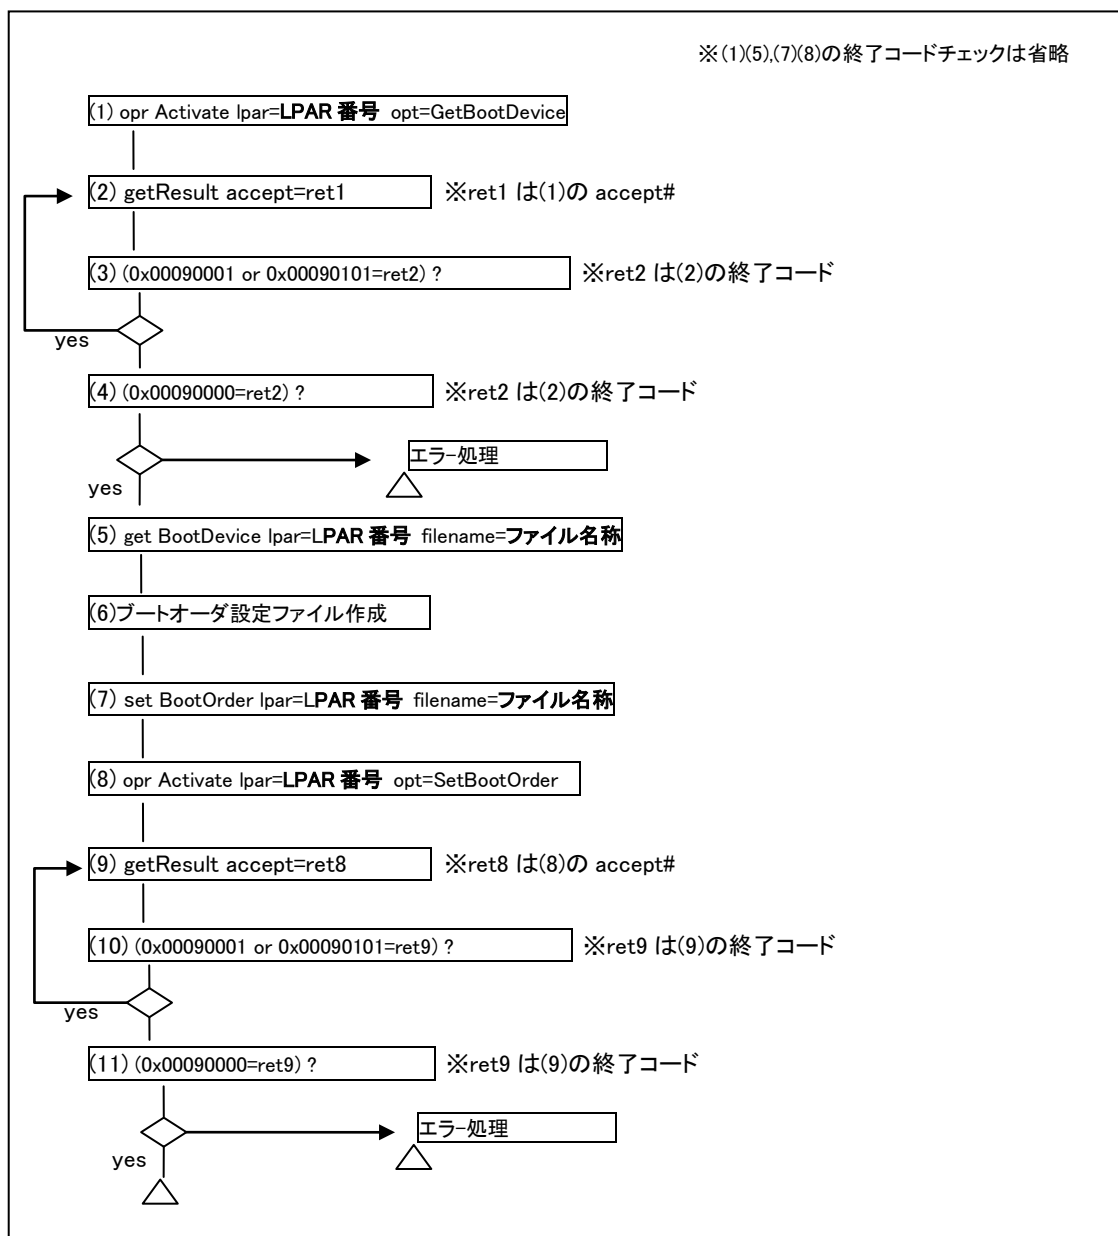 ※(1)(5),(7)(8)の終了コードチェックは省略
(1) opr Activate lpar=LPAR 番号 opt=GetBootDevice
(2) getResult accept=ret1 ※ret1 は(1)の accept#
(3) (0x00090001 or 0x00090101=ret2) ? ※ret2 は(2)の終了コード
yes
(4) (0x00090000=ret2) ? ※ret2 は(2)の終了コード
エラー処理
yes
(5) get BootDevice lpar=LPAR 番号 filename=ファイル名称
(6)ブートオーダ設定ファイル作成
(7) set BootOrder lpar=LPAR 番号 filename=ファイル名称
(8) opr Activate lpar=LPAR 番号 opt=SetBootOrder
(9) getResult accept=ret8 ※ret8 は(8)の accept#
(10) (0x00090001 or 0x00090101=ret9) ? ※ret9 は(9)の終了コード
yes
(11) (0x00090000=ret9) ? ※ret9 は(9)の終了コード
エラー処理
yes